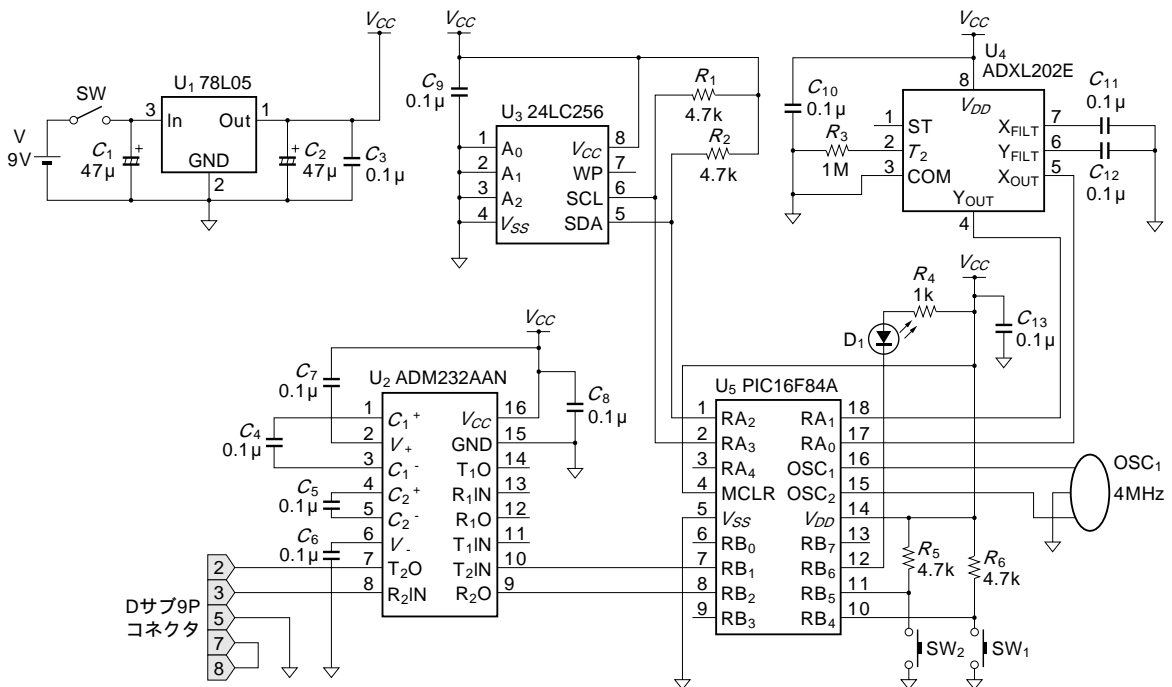 V_CC
SW
V
9V
C1
47μ
+
U1 78L05
3
In
Out
1
GND
2
C2
47μ
+
C3
0.1μ
V_CC
C9
0.1μ
U3 24LC256
1
A0
2
A1
3
A2
4
VSS
VCC
8
WP
7
SCL
6
SDA
5
R1
4.7k
R2
4.7k
V_CC
U4
ADXL202E
C10
0.1μ
R3
1M
8
VDD
1
ST
2
T2
3
COM
XFILT
7
YFILT
6
XOUT
5
YOUT
4
C11
0.1μ
C12
0.1μ
VCC
R4
1k
D1
C13
0.1μ
VCC
C7
0.1μ
U2 ADM232AAN
C8
0.1μ
C4
0.1μ
C5
0.1μ
C6
0.1μ
1
C1+
2
V+
3
C1-
4
C2+
5
C2-
6
V-
7
T2O
8
R2IN
VCC
16
GND
15
T1O
14
R1IN
13
R1O
12
T1IN
11
T2IN
10
R2O
9
2
3
5
7
8
Dサブ9P
コネクタ
U5 PIC16F84A
1
RA2
2
RA3
3
RA4
4
MCLR
5
VSS
6
RB0
7
RB1
8
RB2
9
RB3
RA1
18
RA0
17
OSC1
16
OSC2
15
VDD
14
RB7
13
RB6
12
RB5
11
RB4
10
OSC1
4MHz
R5
4.7k
R6
4.7k
SW2
SW1